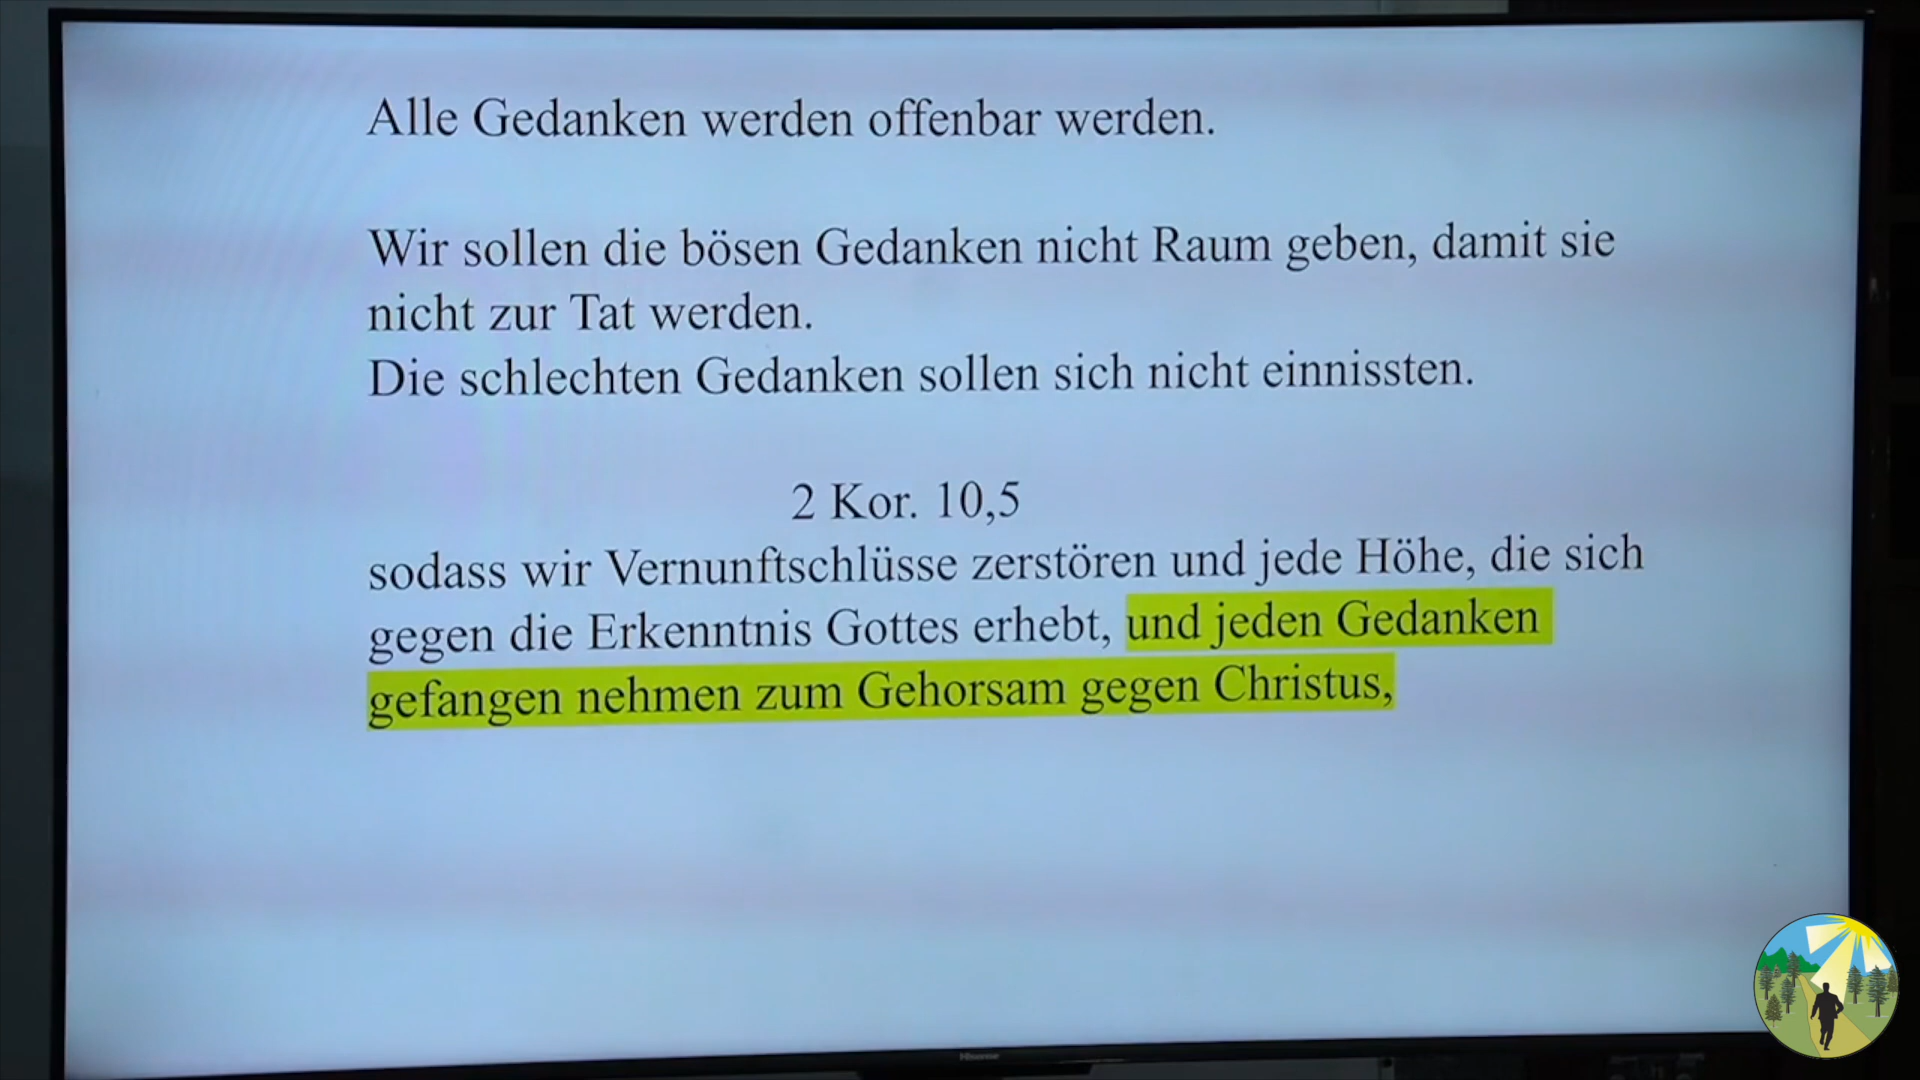 Alle Gedanken werden offenbar werden.
Wir sollen die bösen Gedanken nicht Raum geben, damit sie
nicht zur Tat werden.
Die schlechten Gedanken sollen sich nicht einnissten.
2 Kor. 10,5
sodass wir Vernunftschlüsse zerstören und jede Höhe, die sich
gegen die Erkenntnis Gottes erhebt, und jeden Gedanken
gefangen nehmen zum Gehorsam gegen Christus,
Hisense